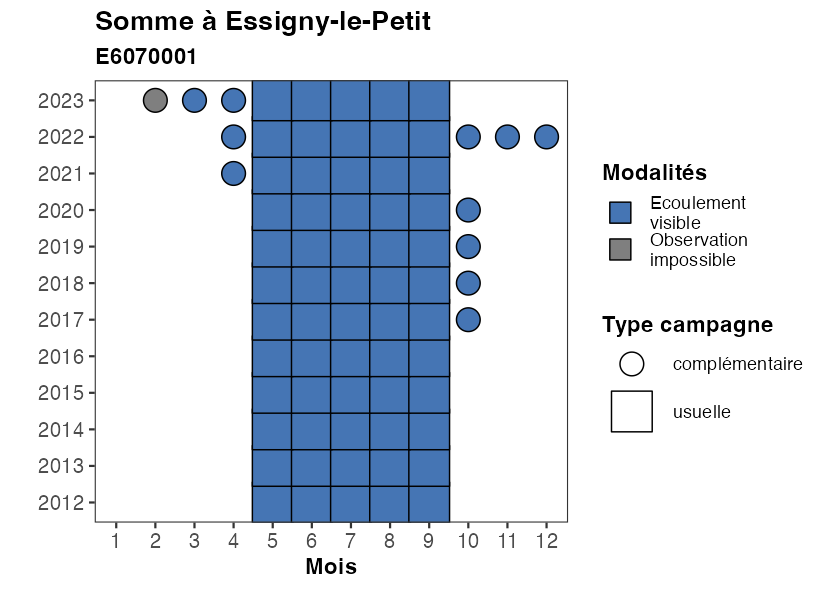 Somme à Essigny-le-Petit
E6070001
2023
2022
2021
2020
2019
2018
2017
2016
2015
2014
2013
2012
1 2 3 4 5 6 7 8 9 10 11 12
Mois
Modalités
Ecoulement
visible
Observation
impossible
Type campagne
complémentaire
usuelle